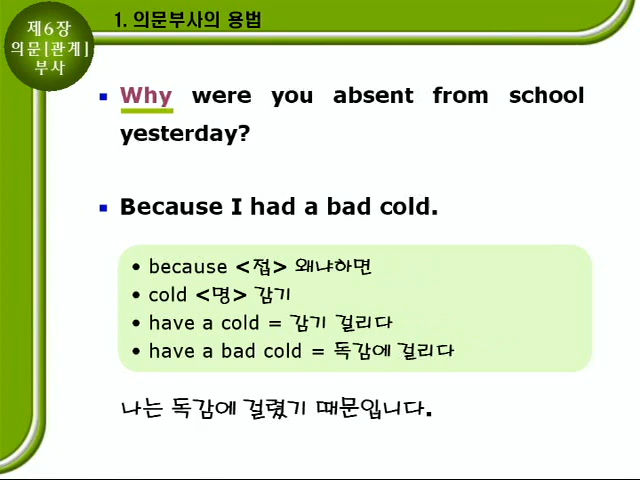 제6장
의문[관계]
부사
1. 의문부사의 용법
▪ Why were you absent from school
yesterday?
▪ Because I had a bad cold.
• because <접> 왜냐하면
• cold <명> 감기
• have a cold = 감기 걸리다
• have a bad cold = 독감에 걸리다
나는 독감에 걸렸기 때문입니다.